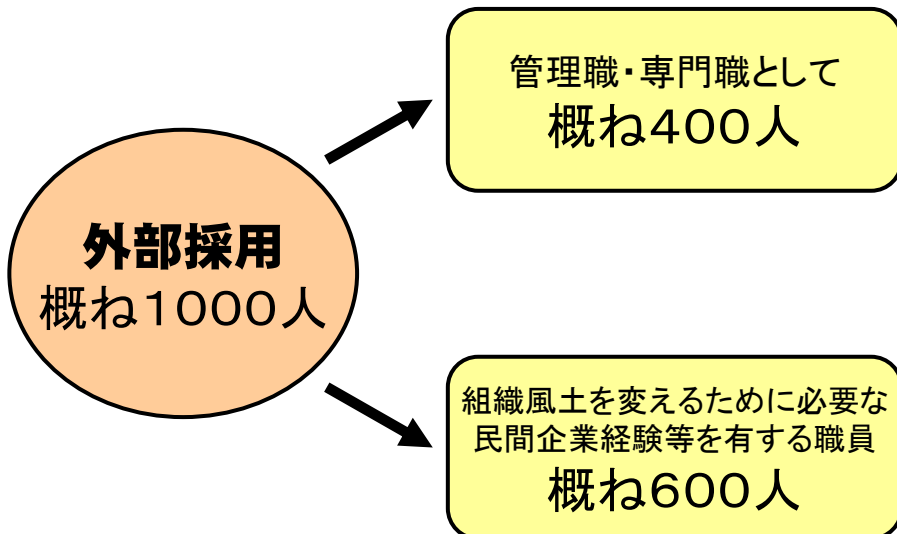 管理職・専門職として
概ね４００人
外部採用
概ね１０００人
組織風土を変えるために必要な
民間企業経験等を有する職員
概ね６００人